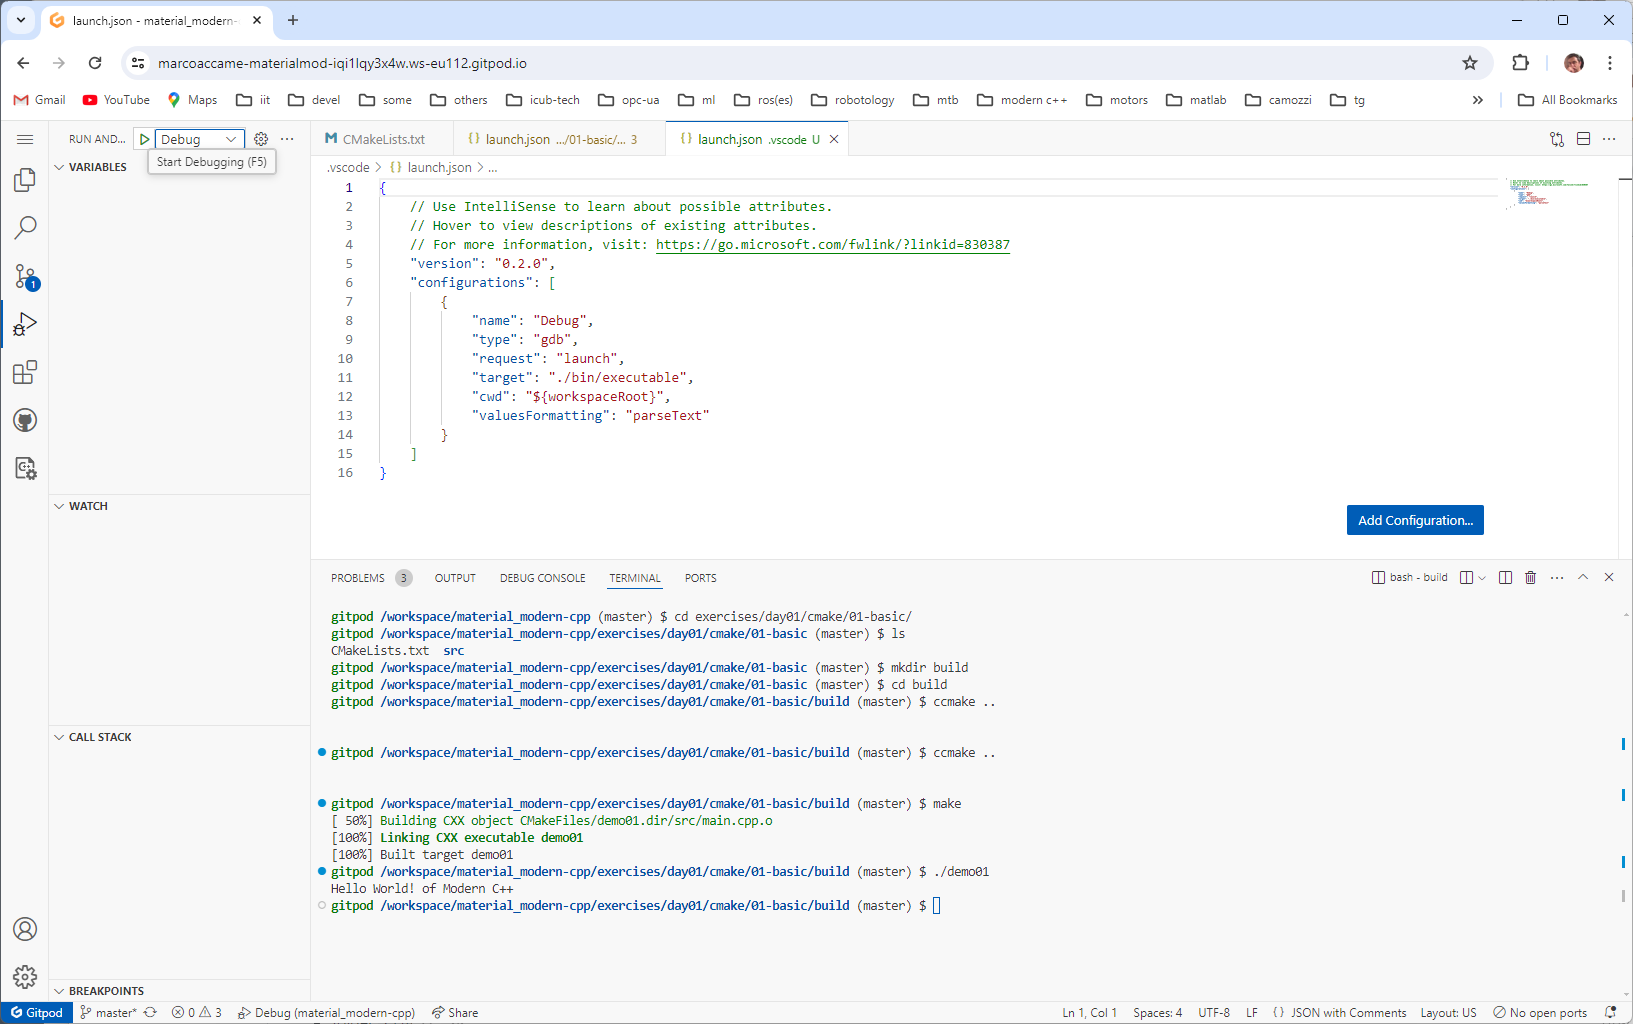 launch.json - material_modern-
marcoaccame-materialmod-iqi1lqy3x4w.ws-eu112.gitpod.io
Gmail YouTube Maps iit devel some others icub-tech opc-ua ml ros(es) robotology mtb modern c++ motors matlab camozzi tg All Bookmarks
RUN AND... Debug
Start Debugging (F5)
CMakeLists.txt launch.json .../01-basic/... 3 launch.json .vscode U
.vscode > {} launch.json > ...
VARIABLES
1 {
2 // Use IntelliSense to learn about possible attributes.
3 // Hover to view descriptions of existing attributes.
4 // For more information, visit: https://go.microsoft.com/fwlink/?linkid=830387
5 "version": "0.2.0",
6 "configurations": [
7 {
8 "name": "Debug",
9 "type": "gdb",
10 "request": "launch",
11 "target": "./bin/executable",
12 "cwd": "${workspaceRoot}",
13 "valuesFormatting": "parseText"
14 }
15 ]
16 }
Add Configuration...
WATCH
CALL STACK
BREAKPOINTS
PROBLEMS 3 OUTPUT DEBUG CONSOLE TERMINAL PORTS bash - build
gitpod /workspace/material_modern-cpp (master) $ cd exercises/day01/cmake/01-basic/
gitpod /workspace/material_modern-cpp/exercises/day01/cmake/01-basic (master) $ ls
CMakeLists.txt src
gitpod /workspace/material_modern-cpp/exercises/day01/cmake/01-basic (master) $ mkdir build
gitpod /workspace/material_modern-cpp/exercises/day01/cmake/01-basic (master) $ cd build
gitpod /workspace/material_modern-cpp/exercises/day01/cmake/01-basic/build (master) $ ccmake ..
gitpod /workspace/material_modern-cpp/exercises/day01/cmake/01-basic/build (master) $ ccmake ..
gitpod /workspace/material_modern-cpp/exercises/day01/cmake/01-basic/build (master) $ make
[ 50%] Building CXX object CMakeFiles/demo01.dir/src/main.cpp.o
[100%] Linking CXX executable demo01
[100%] Built target demo01
gitpod /workspace/material_modern-cpp/exercises/day01/cmake/01-basic/build (master) $ ./demo01
Hello World! of Modern C++
gitpod /workspace/material_modern-cpp/exercises/day01/cmake/01-basic/build (master) $
1
Gitpod master* 0 3 Debug (material_modern-cpp) Share Ln 1, Col 1 Spaces: 4 UTF-8 LF {} JSON with Comments Layout: US No open ports